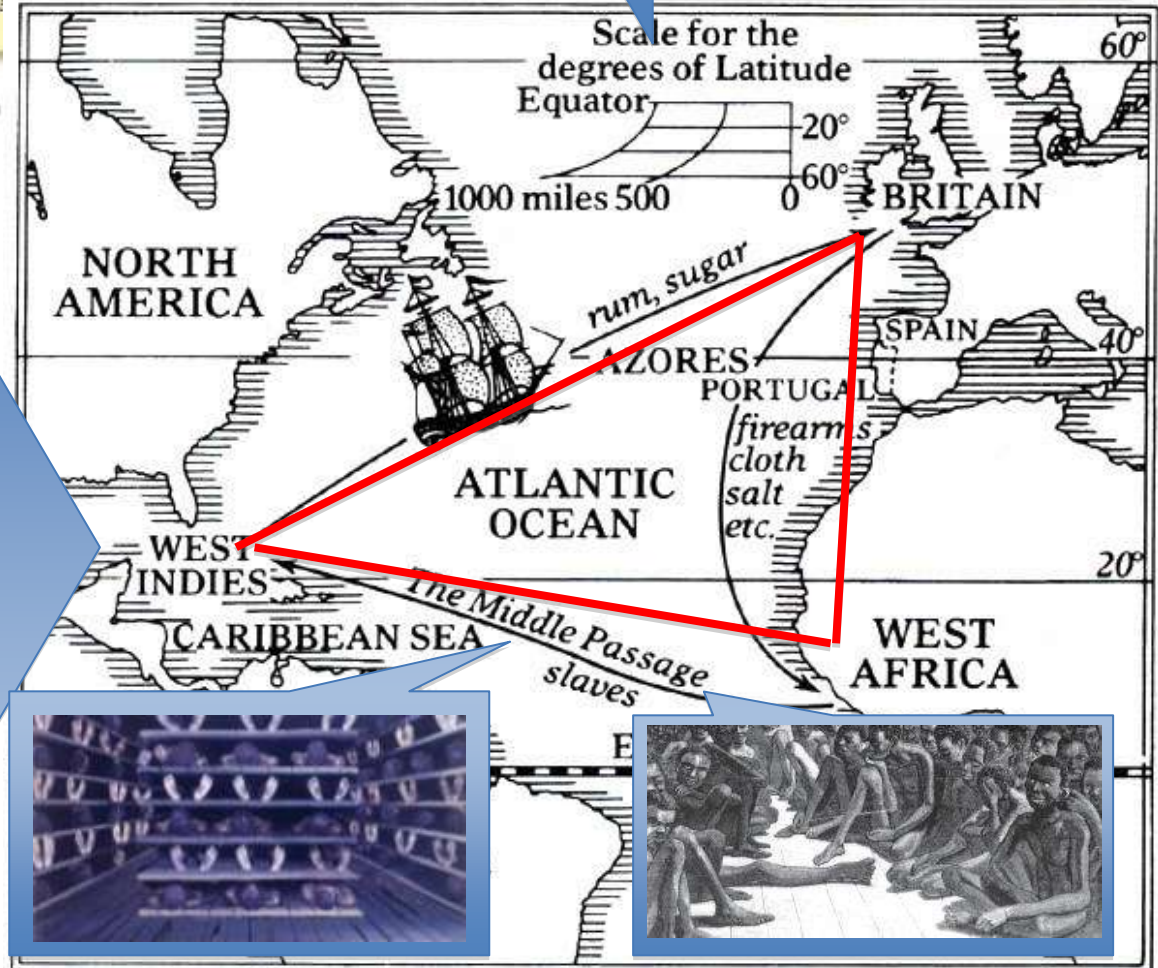 Scale for the
degrees of Latitude
Equator
20°
60°
1000 miles 500 0
60°
BRITAIN
NORTH
AMERICA
rum, sugar
SPAIN
AZORES
40°
PORTUGAL
firearms
cloth
salt
etc.
ATLANTIC
OCEAN
WEST
INDIES
20°
The Middle Passage
slaves
CARIBBEAN SEA
WEST
AFRICA
E